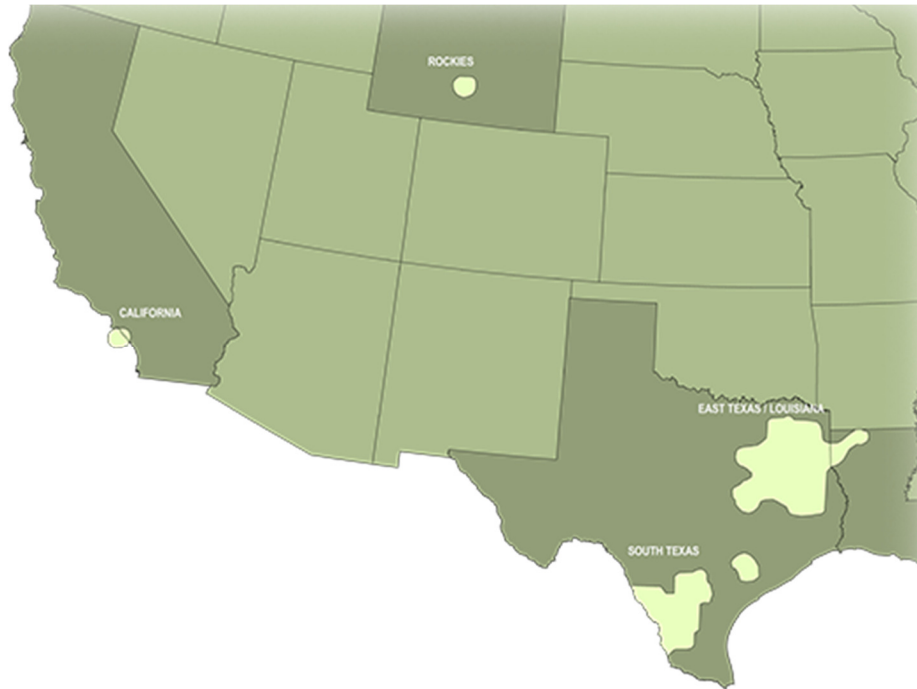 ROCKIES
CALIFORNIA
EAST TEXAS / LOUISIANA
SOUTH TEXAS